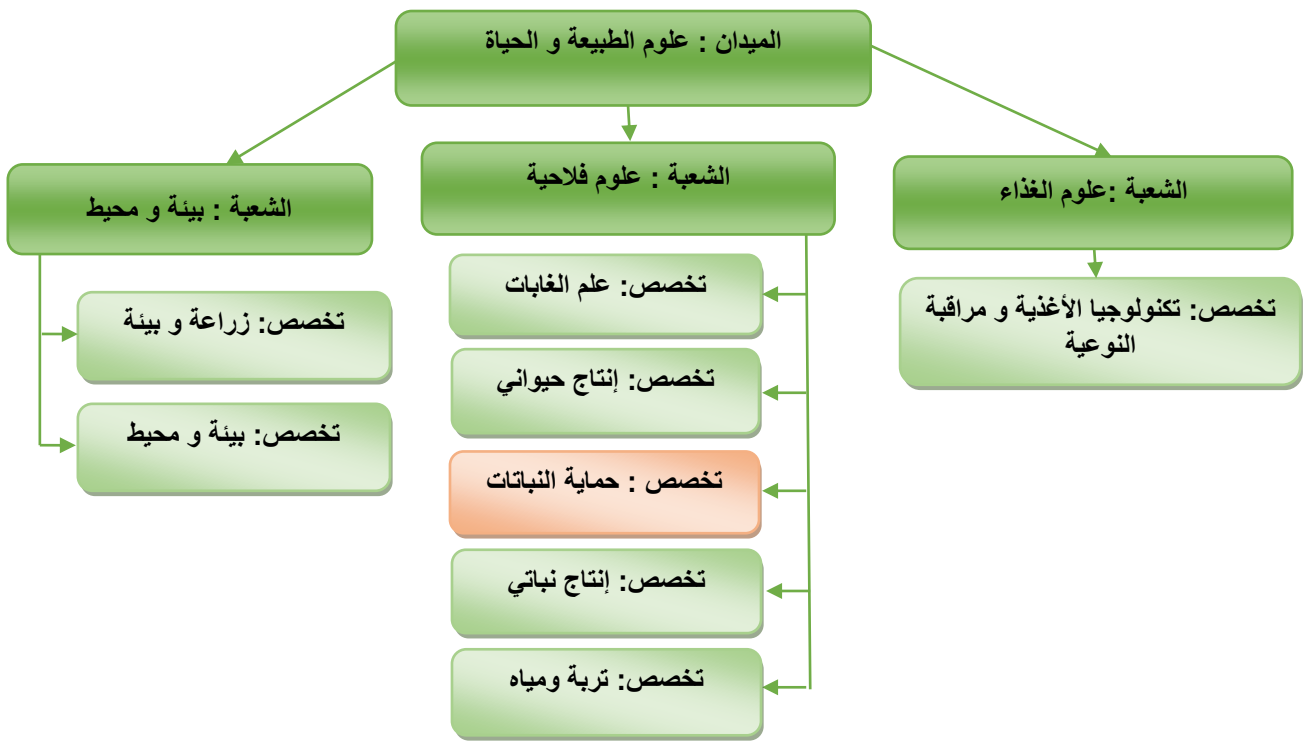 الميدان : علوم الطبيعة و الحياة
الشعبة :علوم الغذاء
تخصص: تكنولوجيا الأغذية و مراقبة
النوعية
الشعبة : علوم فلاحية
تخصص: علم الغابات
تخصص: إنتاج حيواني
تخصص : حماية النباتات
تخصص: إنتاج نباتي
تخصص: تربة ومياه
الشعبة : بيئة و محيط
تخصص: زراعة و بيئة
تخصص: بيئة و محيط